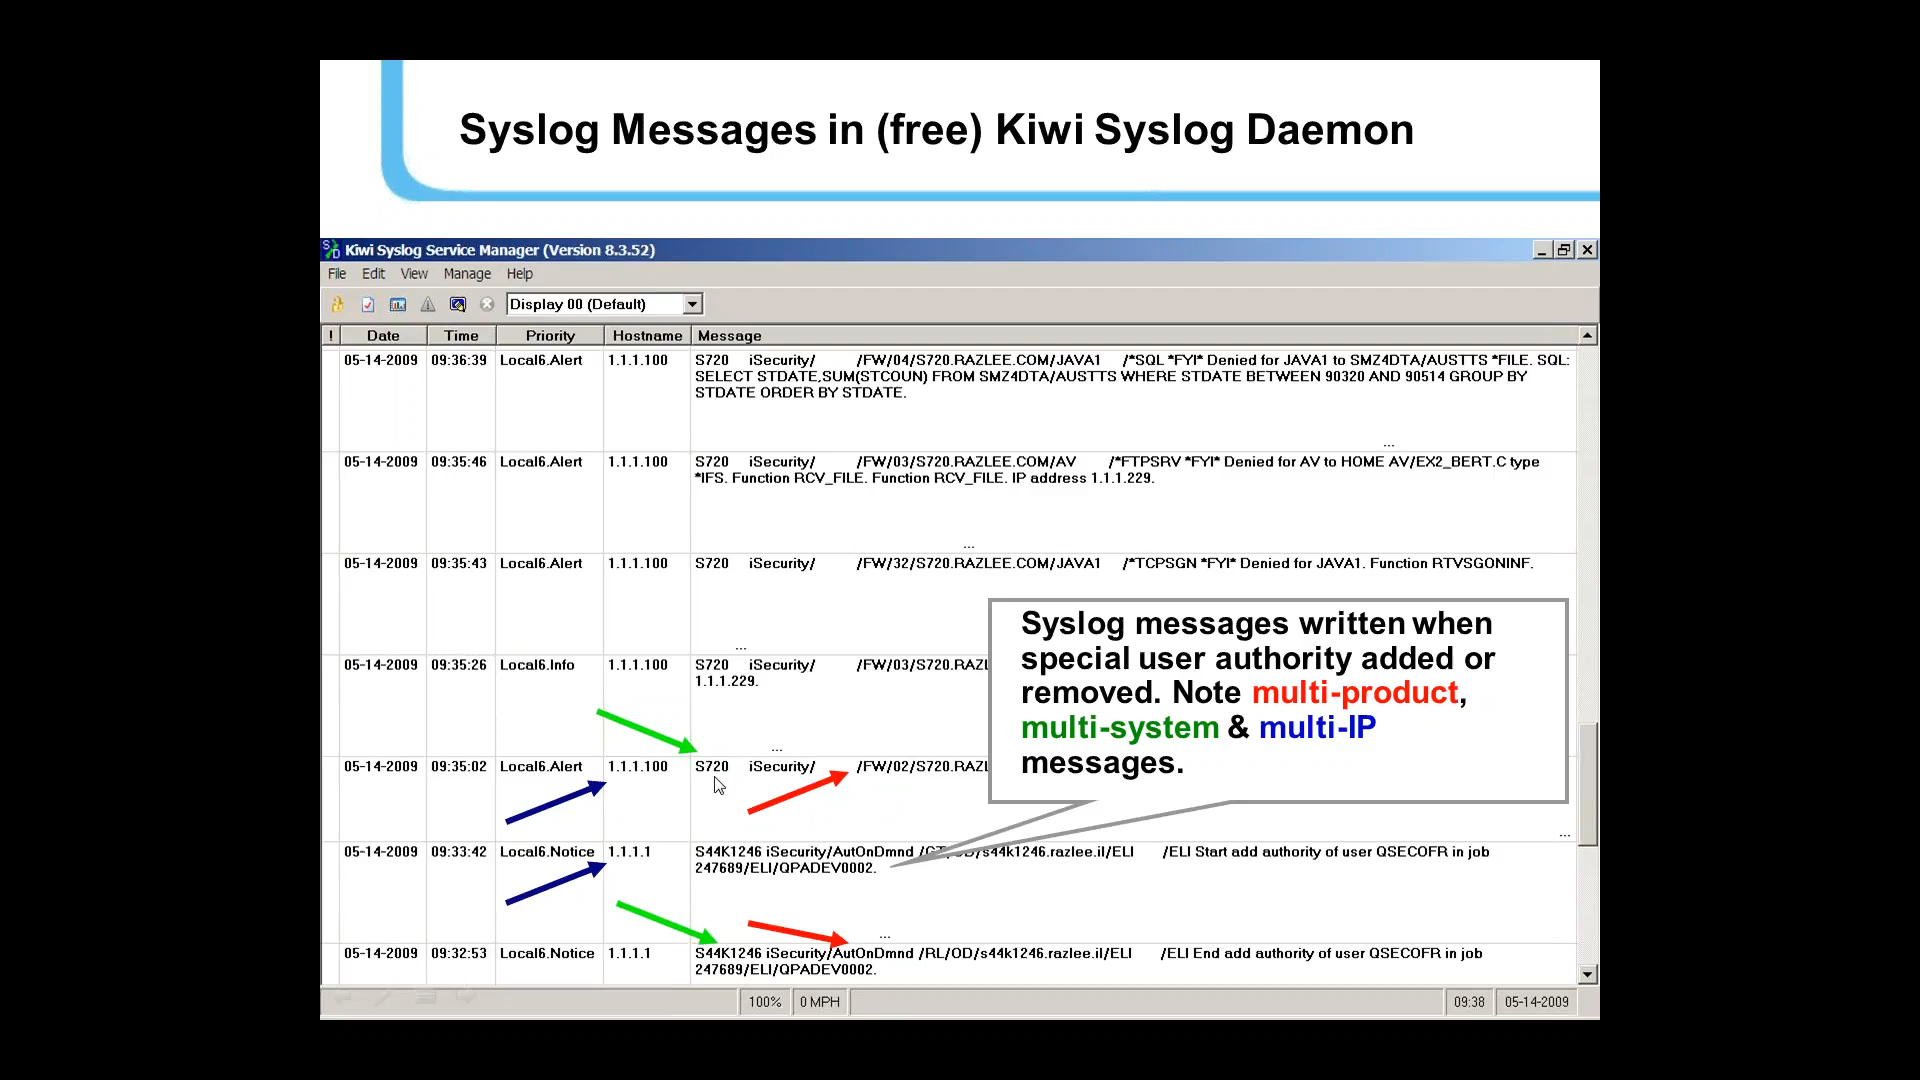 Syslog Messages in (free) Kiwi Syslog Daemon
Kiwi Syslog Service Manager (Version 8.3.52)
File Edit View Manage Help
Display 00 (Default)
! Date Time Priority Hostname Message
05-14-2009 09:36:39 Local6.Alert 1.1.1.100 S720 iSecurity/ /FW/04/S720.RAZLEE.COM/JAVA1 /*SQL *FYI* Denied for JAVA1 to SMZ4DTA/AUSTTS *FILE. SQL:
SELECT STDATE,SUM(STCOUN) FROM SMZ4DTA/AUSTTS WHERE STDATE BETWEEN 90320 AND 90514 GROUP BY
STDATE ORDER BY STDATE.
...
05-14-2009 09:35:46 Local6.Alert 1.1.1.100 S720 iSecurity/ /FW/03/S720.RAZLEE.COM/AV /*FTPSRV *FYI* Denied for AV to HOME AV/EX2_BERT.C type
*IFS. Function RCV_FILE. Function RCV_FILE. IP address 1.1.1.229.
...
05-14-2009 09:35:43 Local6.Alert 1.1.1.100 S720 iSecurity/ /FW/32/S720.RAZLEE.COM/JAVA1 /*TCPSGN *FYI* Denied for JAVA1. Function RTVSGONINF.
...
05-14-2009 09:35:26 Local6.Info 1.1.1.100 S720 iSecurity/ /FW/03/S720.RAZL
1.1.1.229.
...
Syslog messages written when
special user authority added or
removed. Note multi-product,
multi-system & multi-IP
messages.
05-14-2009 09:35:02 Local6.Alert 1.1.1.100 S720 iSecurity/ /FW/02/S720.RAZL
...
05-14-2009 09:33:42 Local6.Notice 1.1.1.1 S44K1246 iSecurity/AutOnDmnd /GT/OD/s44k1246.razlee.il/ELI /ELI Start add authority of user QSECOFR in job
247689/ELI/QPADEV0002.
...
05-14-2009 09:32:53 Local6.Notice 1.1.1.1 S44K1246 iSecurity/AutOnDmnd /RL/OD/s44k1246.razlee.il/ELI /ELI End add authority of user QSECOFR in job
247689/ELI/QPADEV0002.
100% 0 MPH 09:38 05-14-2009